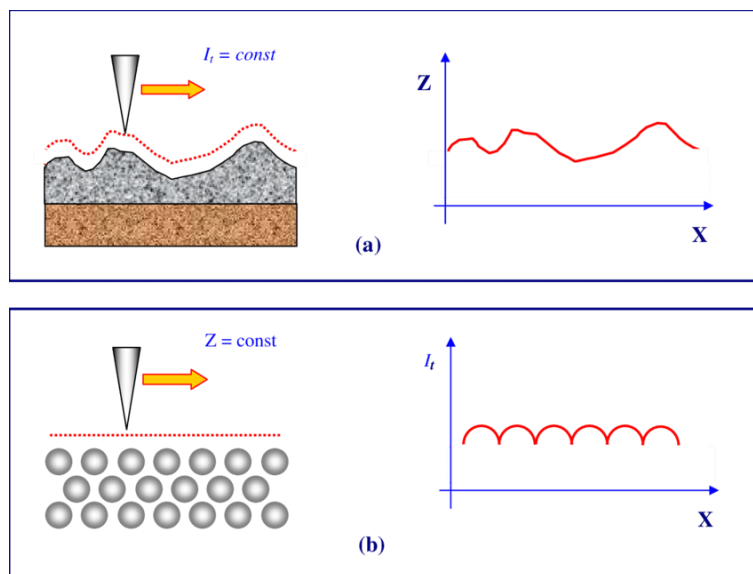 I_t = const
Z
X
(a)
Z = const
I_t
X
(b)